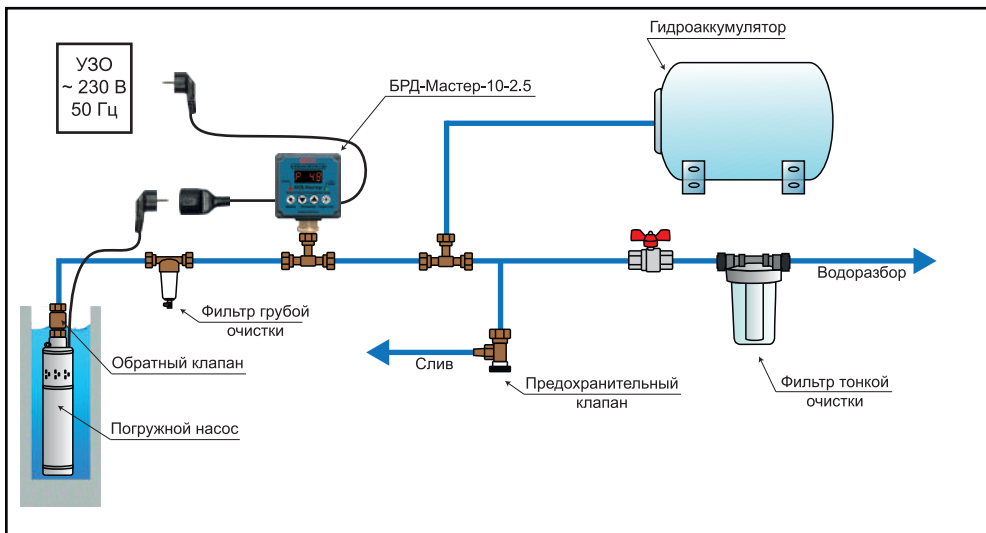 Гидроаккумулятор
УЗО
~ 230 В
50 Гц
БРД-Мастер-10-2.5
P 48
Водоразбор
Фильтр грубой
очистки
Обратный клапан
Слив
Предохранительный
клапан
Фильтр тонкой
очистки
Погружной насос